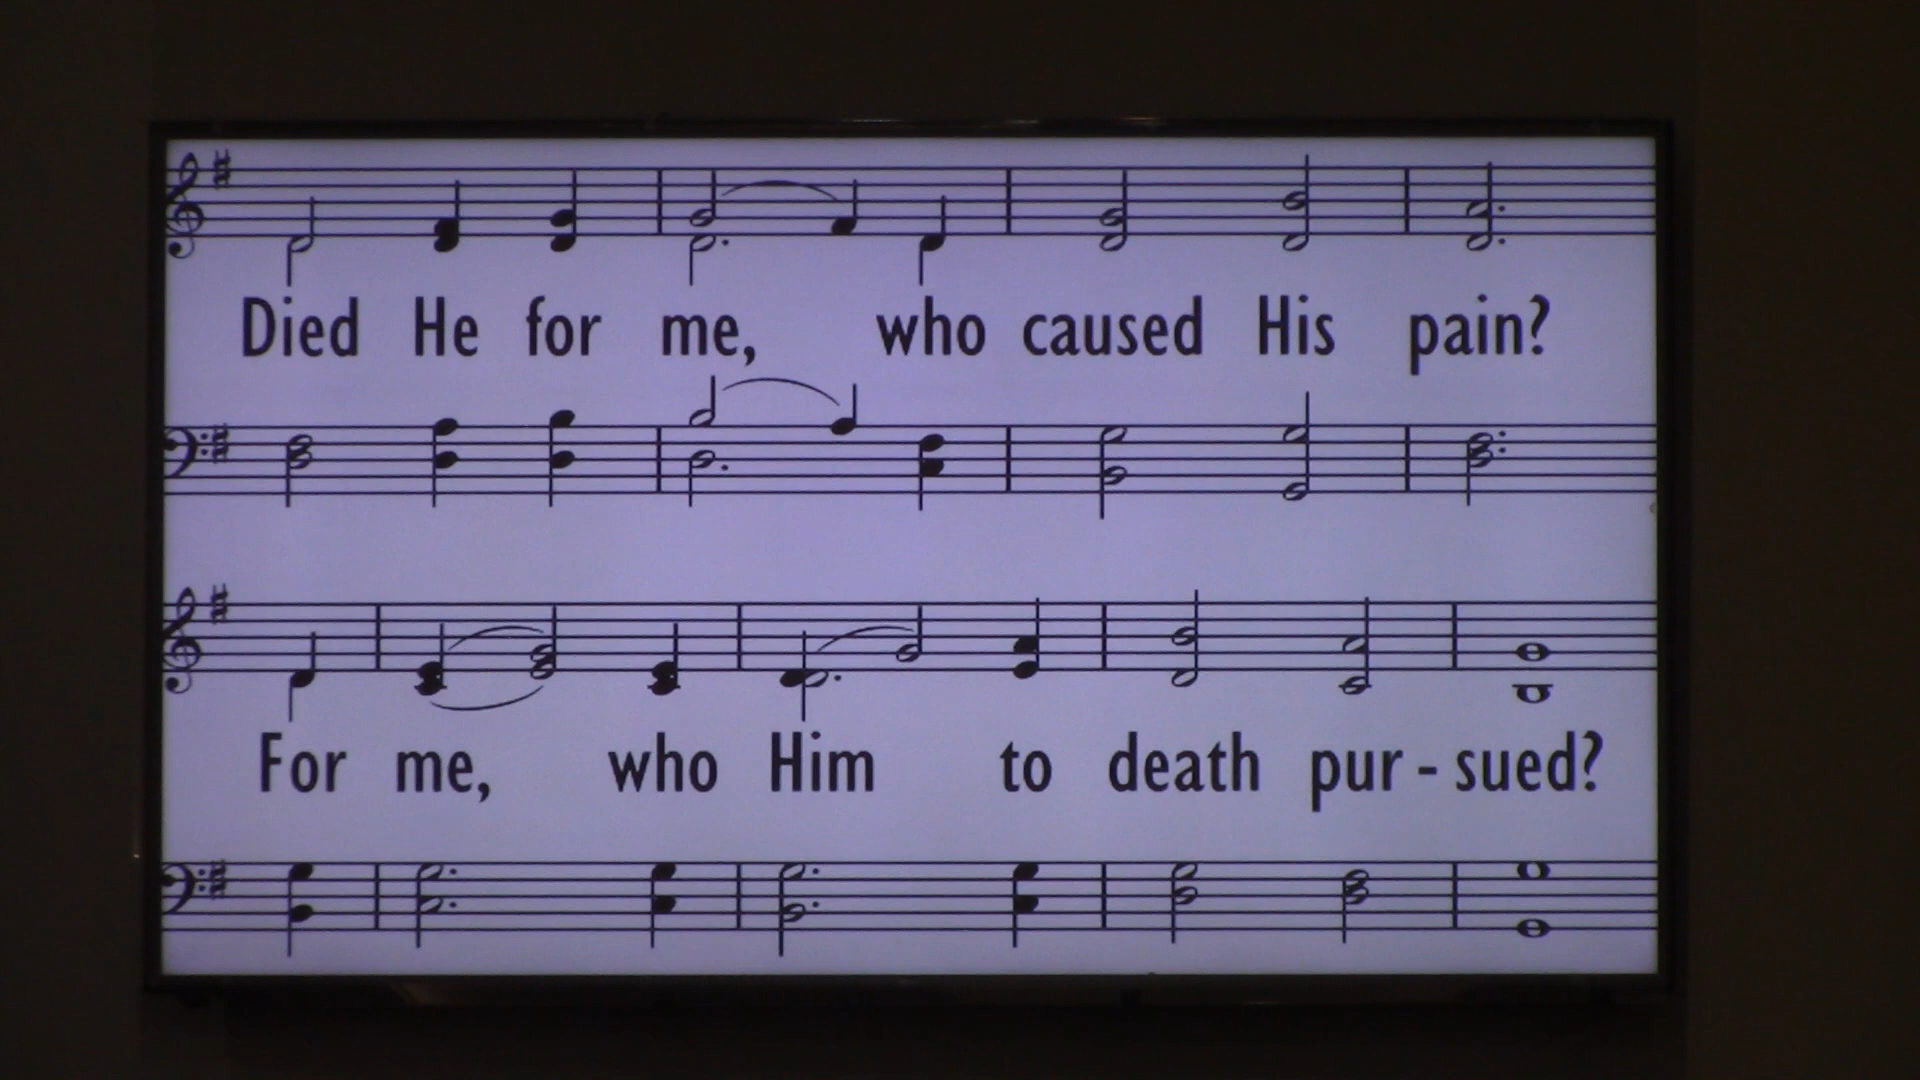 Died He for me, who caused His pain?
For me, who Him to death pur - sued?